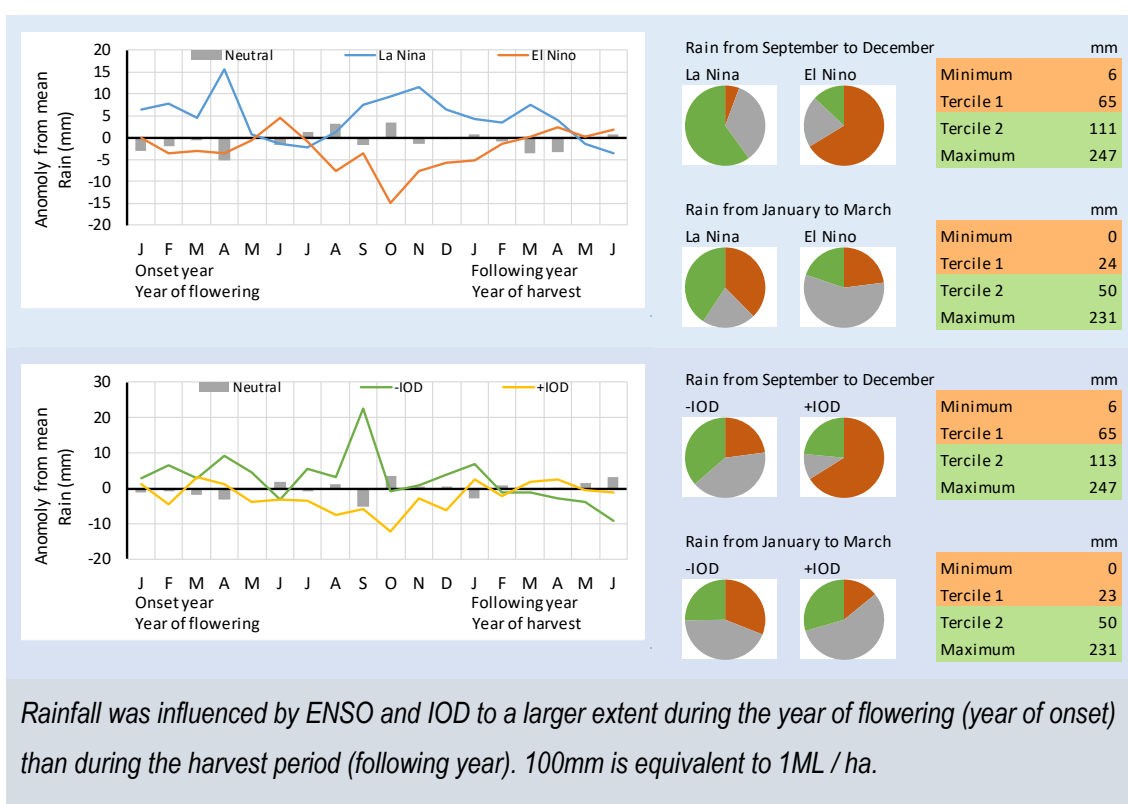 20
15
10
5
0
-5
-10
-15
-20
Anomoly from mean
Rain (mm)
Neutral La Nina El Nino
J F M A M J J A S O N D J F M A M J
Onset year Following year
Year of flowering Year of harvest
Rain from September to December mm
La Nina El Nino
Minimum 6
Tercile 1 65
Tercile 2 111
Maximum 247
Rain from January to March mm
La Nina El Nino
Minimum 0
Tercile 1 24
Tercile 2 50
Maximum 231
30
20
10
0
-10
-20
Anomoly from mean
Rain (mm)
Neutral -IOD +IOD
J F M A M J J A S O N D J F M A M J
Onset year Following year
Year of flowering Year of harvest
Rain from September to December mm
-IOD +IOD
Minimum 6
Tercile 1 65
Tercile 2 113
Maximum 247
Rain from January to March mm
-IOD +IOD
Minimum 0
Tercile 1 23
Tercile 2 50
Maximum 231
Rainfall was influenced by ENSO and IOD to a larger extent during the year of flowering (year of onset)
than during the harvest period (following year). 100mm is equivalent to 1ML / ha.